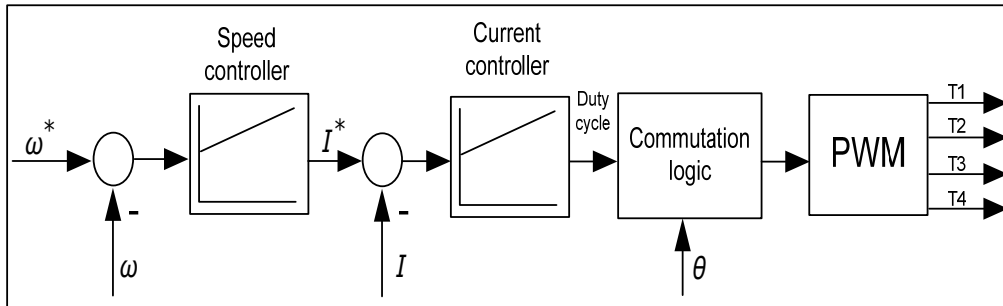 Speed
controller
Current
controller
ω*
-
ω
I*
-
I
Duty
cycle
Commutation
logic
θ
PWM
T1
T2
T3
T4